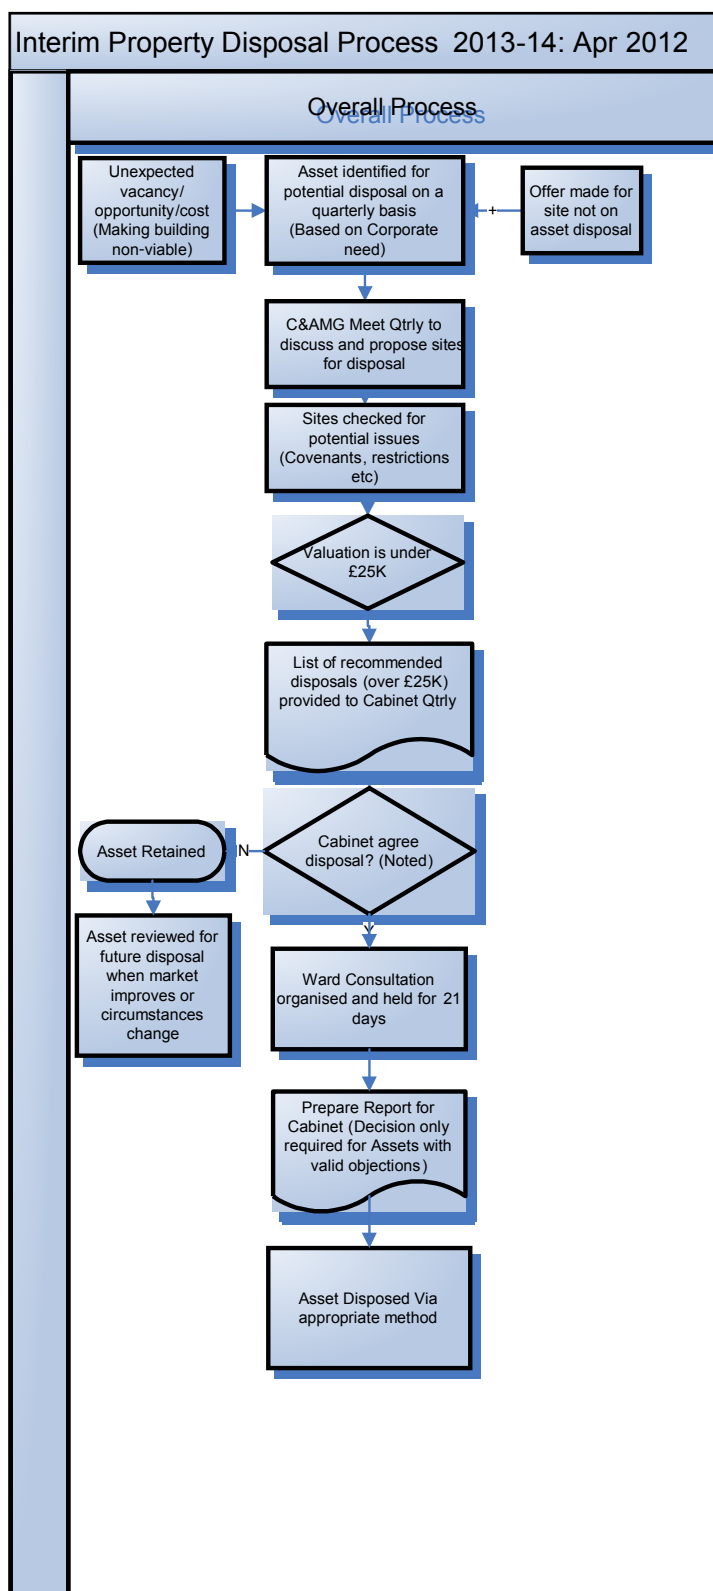 Interim Property Disposal Process 2013-14: Apr 2012
Overall Process
Unexpected
vacancy/
opportunity/cost
(Making building
non-viable)
Asset identified for
potential disposal on a
quarterly basis
(Based on Corporate
need)
+
Offer made for
site not on
asset disposal
C&AMG Meet Qtrly to
discuss and propose sites
for disposal
Sites checked for
potential issues
(Covenants, restrictions
etc)
Valuation is under
£25K
List of recommended
disposals (over £25K)
provided to Cabinet Qtrly
Cabinet agree
disposal? (Noted)
N
Asset Retained
Y
Asset reviewed for
future disposal
when market
improves or
circumstances
change
Ward Consultation
organised and held for 21
days
Prepare Report for
Cabinet (Decision only
required for Assets with
valid objections)
Asset Disposed Via
appropriate method